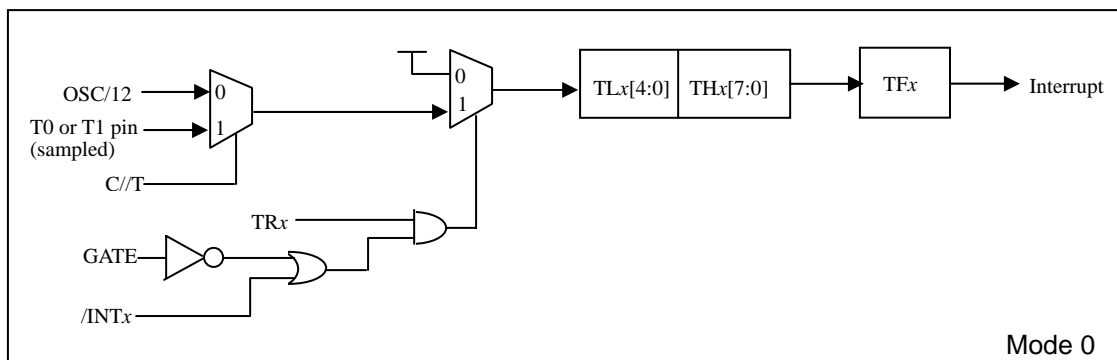 OSC/12
0
1
T0 or T1 pin
(sampled)
C//T
0
1
TLx[4:0]
THx[7:0]
TFx
Interrupt
TRx
GATE
/INTx
Mode 0